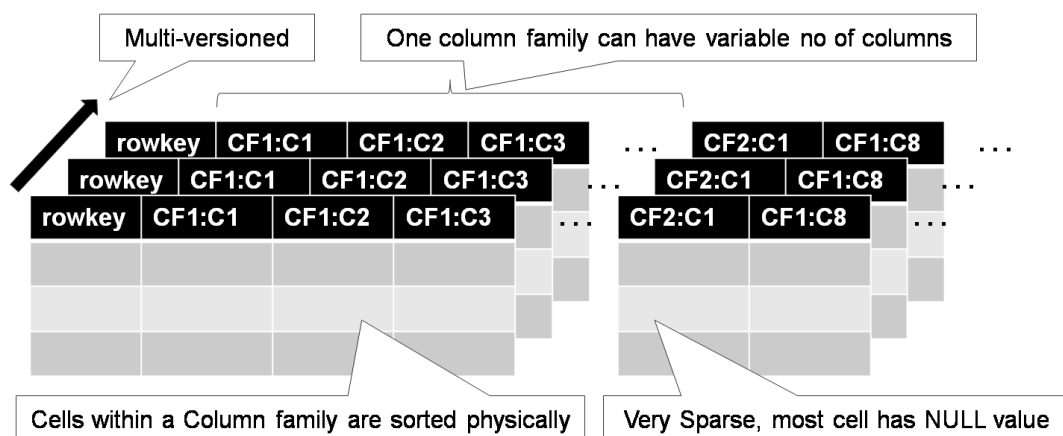 Multi-versioned
One column family can have variable no of columns
rowkey CF1:C1 CF1:C2 CF1:C3 ... CF2:C1 CF1:C8 ...
rowkey CF1:C1 CF1:C2 CF1:C3 ... CF2:C1 CF1:C8 ...
rowkey CF1:C1 CF1:C2 CF1:C3 ... CF2:C1 CF1:C8 ...
Cells within a Column family are sorted physically
Very Sparse, most cell has NULL value